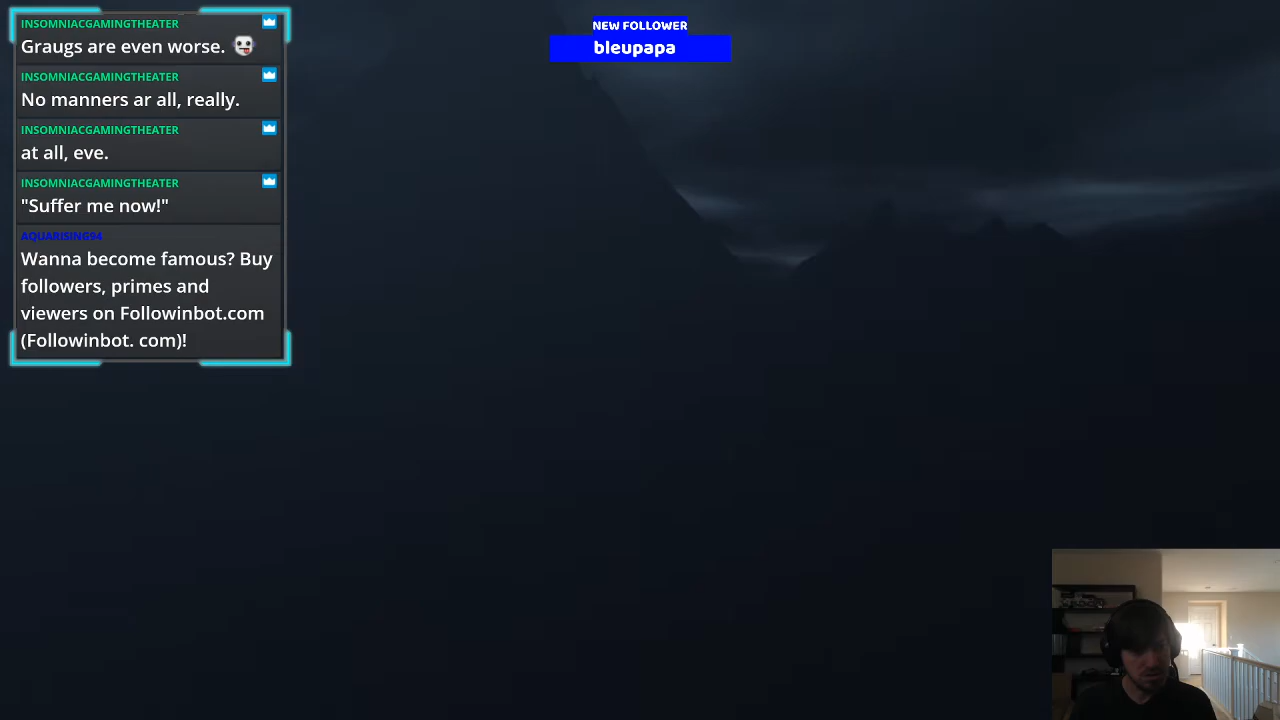 INSOMNIACGAMINGTHEATER
Graugs are even worse.
INSOMNIACGAMINGTHEATER
No manners ar all, really.
INSOMNIACGAMINGTHEATER
at all, eve.
INSOMNIACGAMINGTHEATER
"Suffer me now!"
AQUARISING94
Wanna become famous? Buy
followers, primes and
viewers on Followinbot.com
(Followinbot. com)!
NEW FOLLOWER
bleupapa